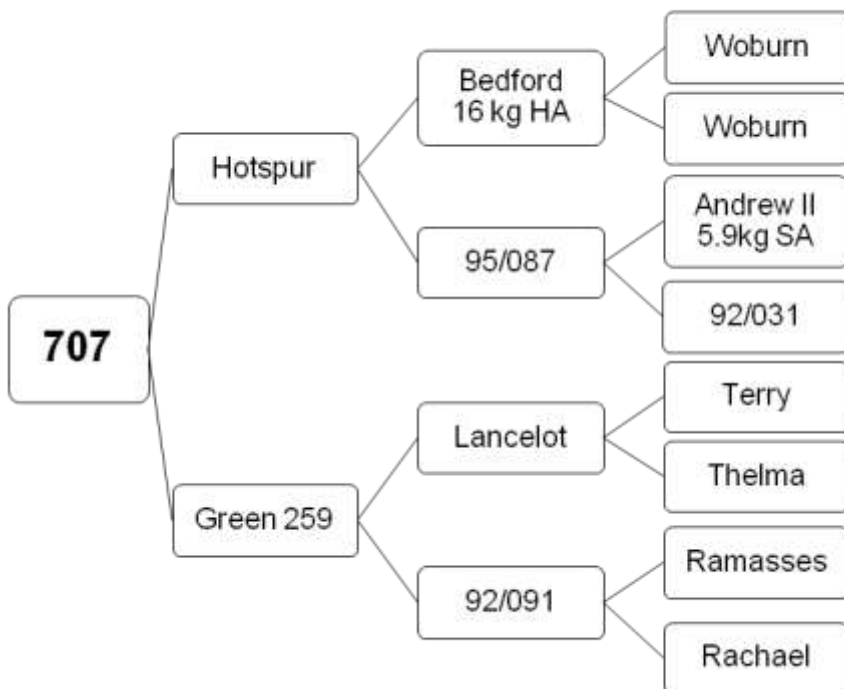 707
Hotspur
Green 259
Bedford
16 kg HA
95/087
Lancelot
92/091
Woburn
Woburn
Andrew II
5.9kg SA
92/031
Terry
Thelma
Ramasses
Rachael